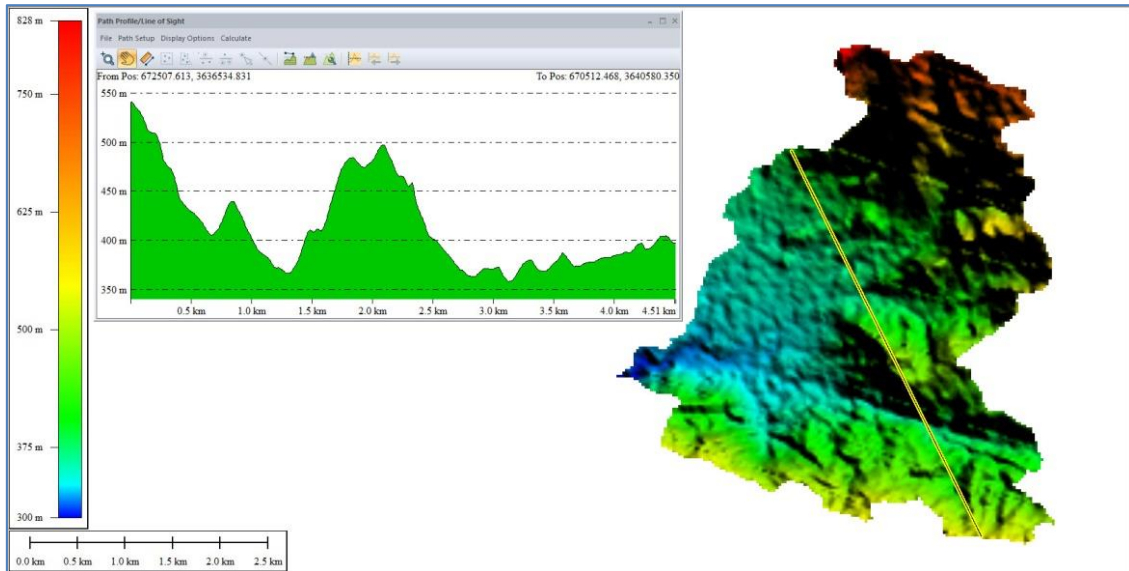 828 m
750 m
625 m
500 m
375 m
300 m
0.0 km 0.5 km 1.0 km 1.5 km 2.0 km 2.5 km
Path Profile/Line of Sight
File Path Setup Display Options Calculate
From Pos: 672507.613, 3636534.831 To Pos: 670512.468, 3640580.350
550 m
500 m
450 m
400 m
350 m
0.5 km 1.0 km 1.5 km 2.0 km 2.5 km 3.0 km 3.5 km 4.0 km 4.51 km